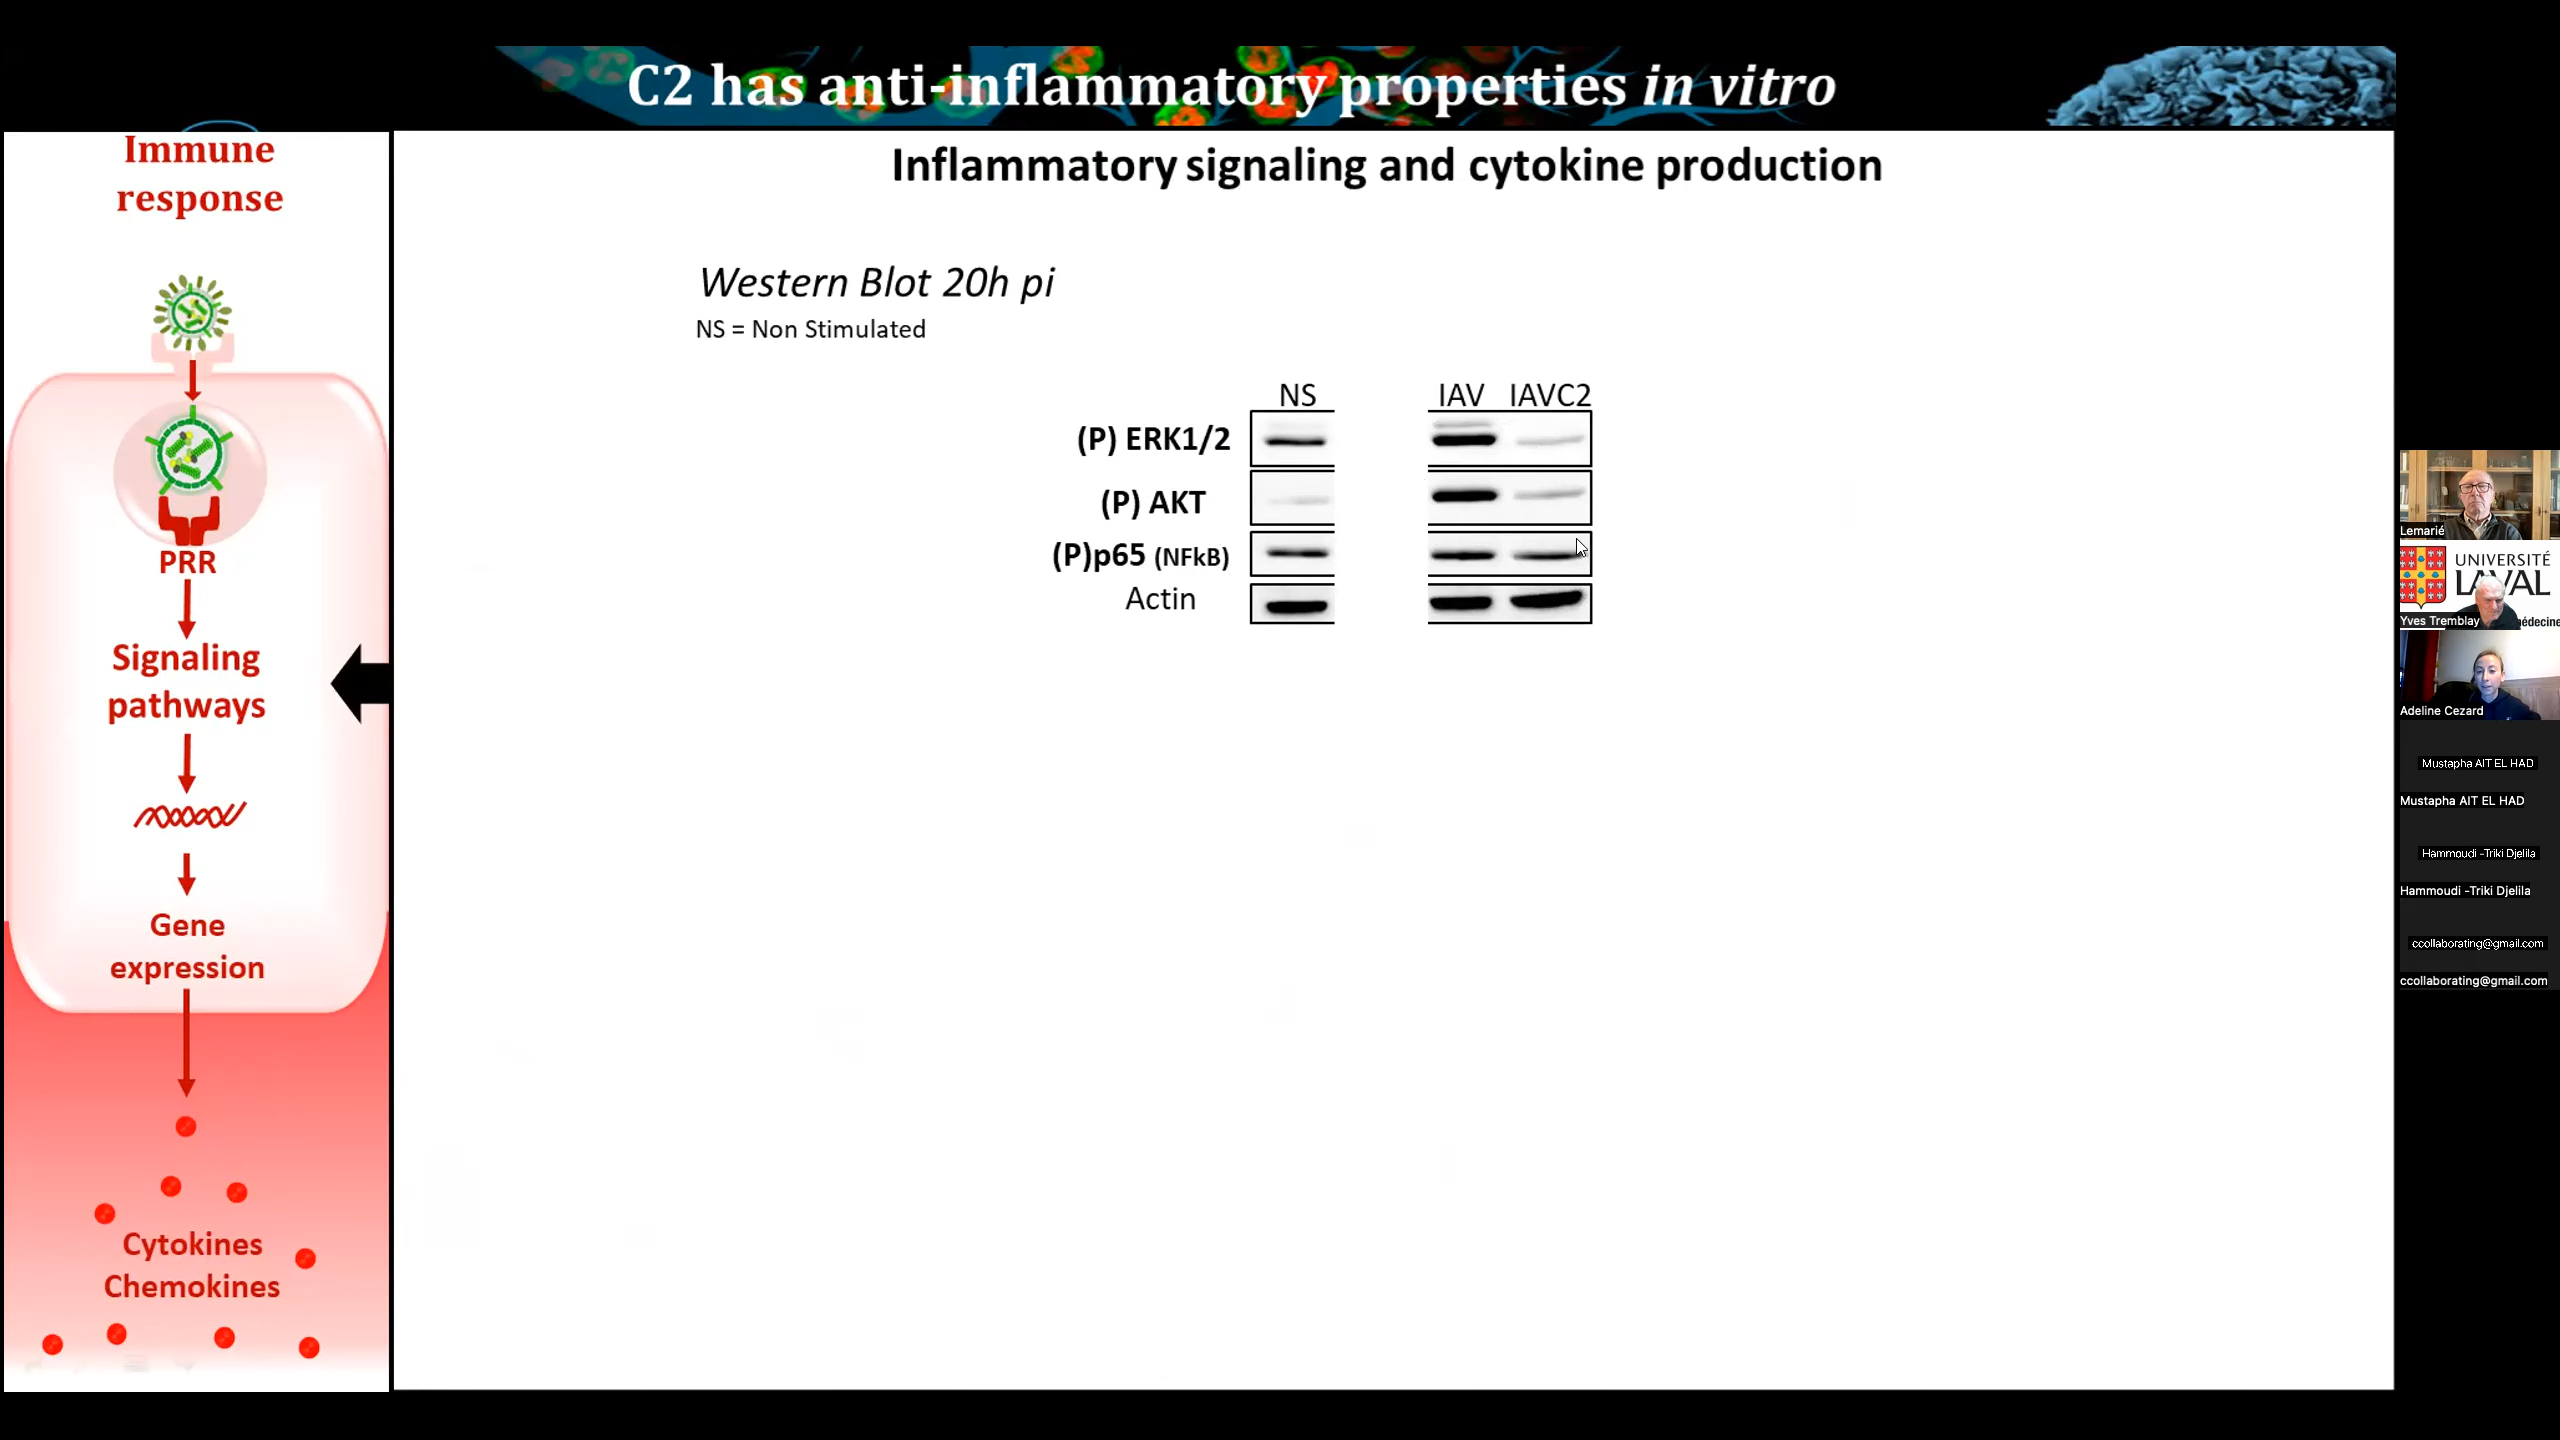 C2 has anti-inflammatory properties in vitro
Immune
response
PRR
Signaling
pathways
Gene
expression
Cytokines
Chemokines
Inflammatory signaling and cytokine production
Western Blot 20h pi
NS = Non Stimulated
NS IAV IAVC2
(P) ERK1/2
(P) AKT
(P)p65 (NFkB)
Actin
Lemarié
UNIVERSITÉ
LAVAL
Yves Tremblay
édecine
Adeline Cezard
Mustapha AIT EL HAD
Mustapha AIT EL HAD
Hammoudi -Triki Djelila
Hammoudi -Triki Djelila
ccollaborating@gmail.com
ccollaborating@gmail.com